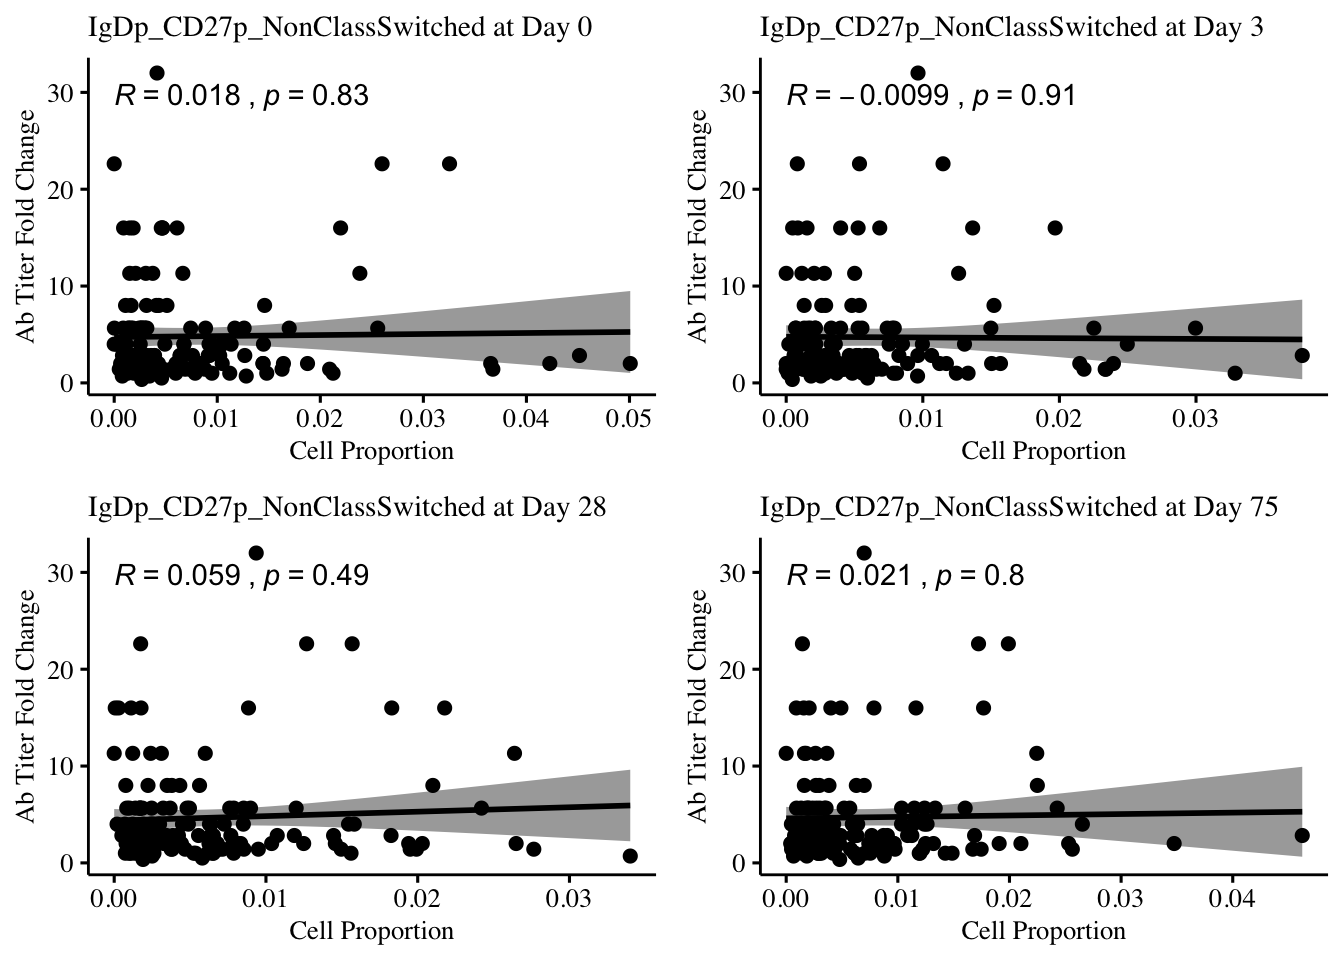 IgDp_CD27p_NonClassSwitched at Day 0
R = 0.018 , p = 0.83
30
20
10
0
Ab Titer Fold Change
0.00 0.01 0.02 0.03 0.04 0.05
Cell Proportion
IgDp_CD27p_NonClassSwitched at Day 3
R = −0.0099 , p = 0.91
30
20
10
0
Ab Titer Fold Change
0.00 0.01 0.02 0.03
Cell Proportion
IgDp_CD27p_NonClassSwitched at Day 28
R = 0.059 , p = 0.49
30
20
10
0
Ab Titer Fold Change
0.00 0.01 0.02 0.03
Cell Proportion
IgDp_CD27p_NonClassSwitched at Day 75
R = 0.021 , p = 0.8
30
20
10
0
Ab Titer Fold Change
0.00 0.01 0.02 0.03 0.04
Cell Proportion